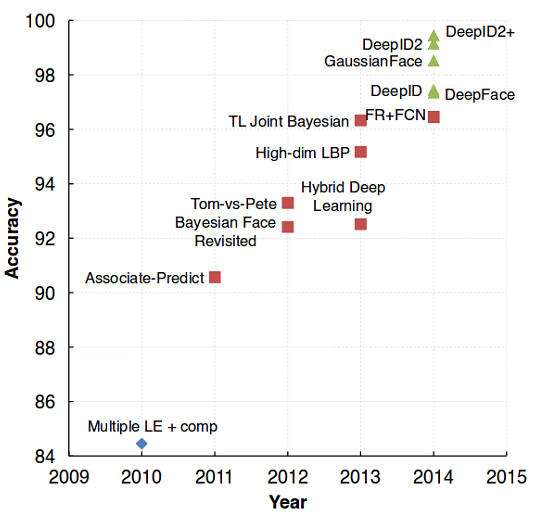 100
98
96
94
92
90
88
86
84
Accuracy
DeepID2+
DeepID2
GaussianFace
DeepID
DeepFace
FR+FCN
TL Joint Bayesian
High-dim LBP
Hybrid Deep
Learning
Tom-vs-Pete
Bayesian Face
Revisited
Associate-Predict
Multiple LE + comp
2009 2010 2011 2012 2013 2014 2015
Year